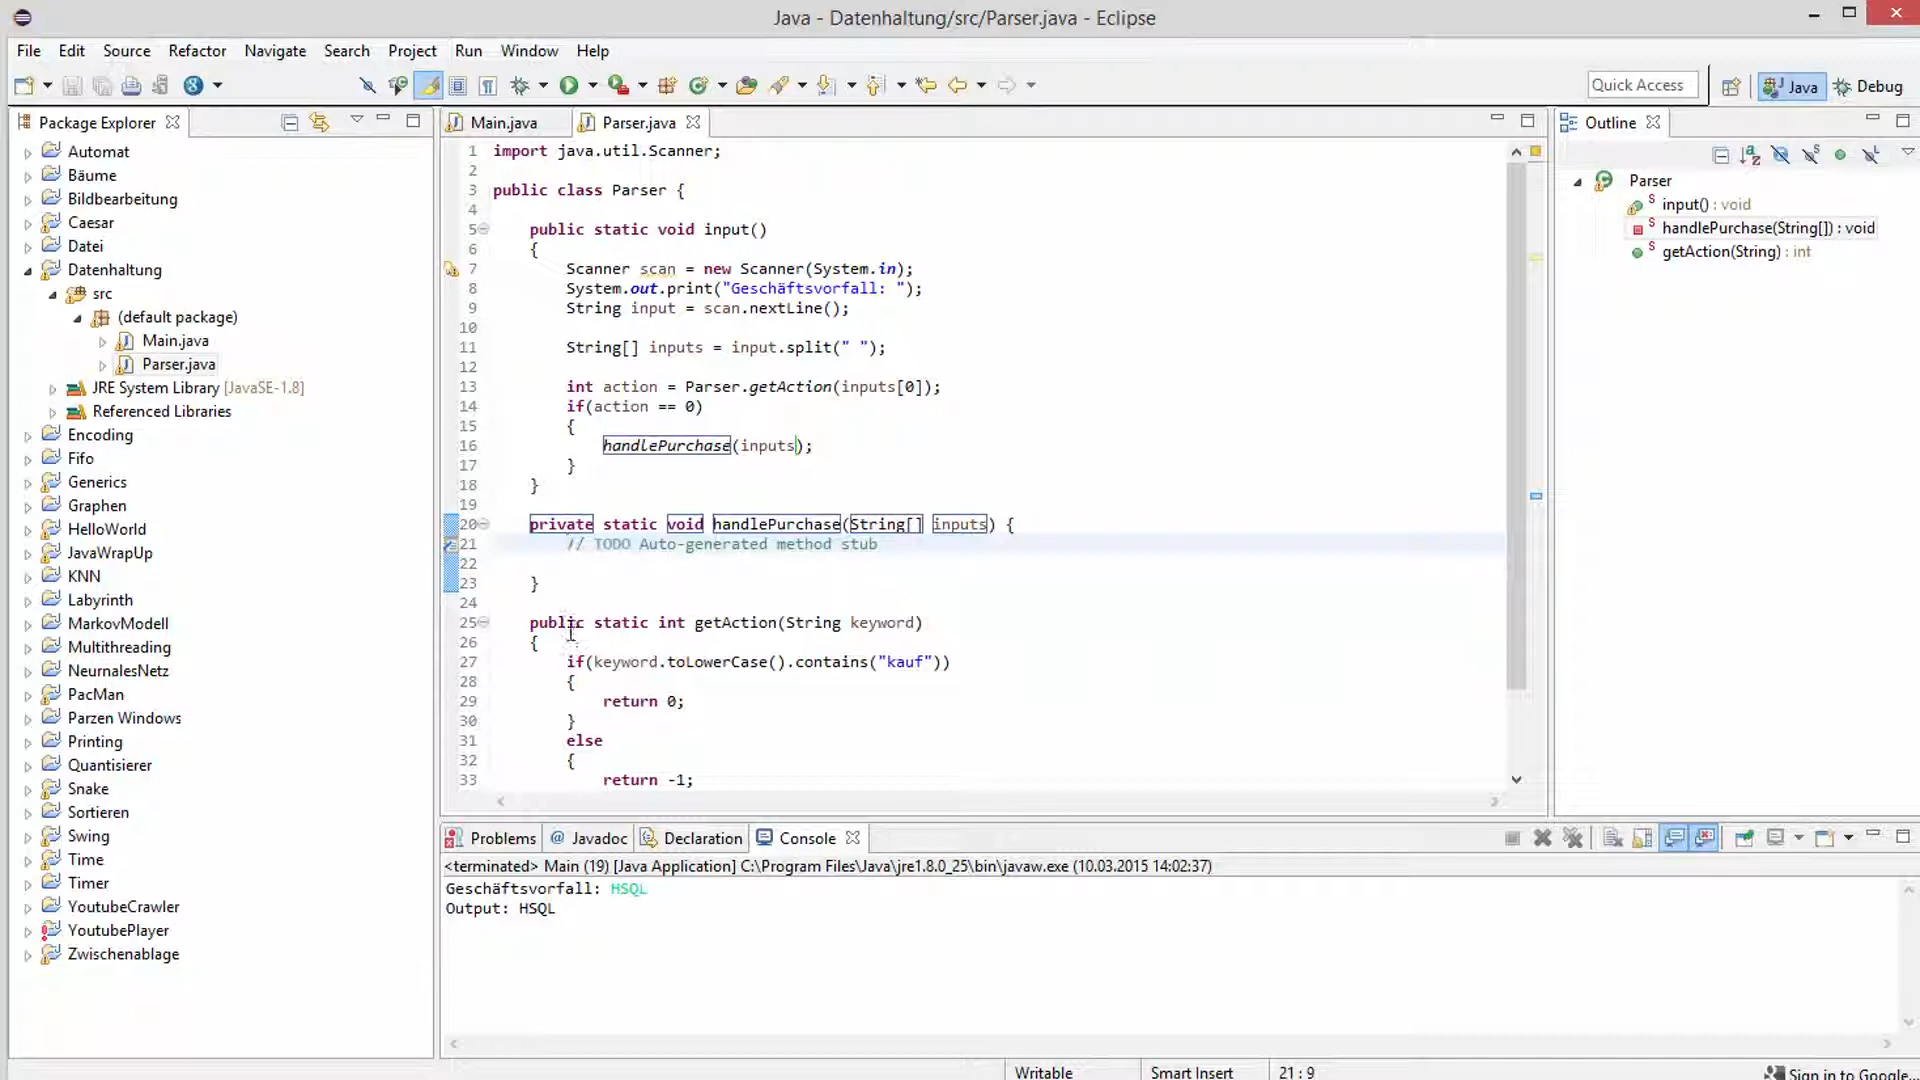 Java - Datenhaltung/src/Parser.java - Eclipse
File Edit Source Refactor Navigate Search Project Run Window Help
Quick Access
Java
Debug
Package Explorer
Automat
Bäume
Bildbearbeitung
Caesar
Datei
Datenhaltung
src
(default package)
Main.java
Parser.java
JRE System Library [JavaSE-1.8]
Referenced Libraries
Encoding
Fifo
Generics
Graphen
HelloWorld
JavaWrapUp
KNN
Labyrinth
MarkovModell
Multithreading
NeurnalesNetz
PacMan
Parzen Windows
Printing
Quantisierer
Snake
Sortieren
Swing
Time
Timer
YoutubeCrawler
YoutubePlayer
Zwischenablage
Main.java
Parser.java
1 import java.util.Scanner;
2
3 public class Parser {
4
5 public static void input()
6 {
7 Scanner scan = new Scanner(System.in);
8 System.out.print("Geschäftsvorfall: ");
9 String input = scan.nextLine();
10
11 String[] inputs = input.split(" ");
12
13 int action = Parser.getAction(inputs[0]);
14 if(action == 0)
15 {
16 handlePurchase(inputs);
17 }
18 }
19
20 private static void handlePurchase(String[] inputs) {
21 // TODO Auto-generated method stub
22
23 }
24
25 public static int getAction(String keyword)
26 {
27 if(keyword.toLowerCase().contains("kauf"))
28 {
29 return 0;
30 }
31 else
32 {
33 return -1;
Outline
Parser
input() : void
handlePurchase(String[]) : void
getAction(String) : int
Problems
@ Javadoc
Declaration
Console
<terminated> Main (19) [Java Application] C:\Program Files\Java\jre1.8.0_25\bin\javaw.exe (10.03.2015 14:02:37)
Geschäftsvorfall: HSQL
Output: HSQL
Writable
Smart Insert
21 : 9
Sign in to Google...